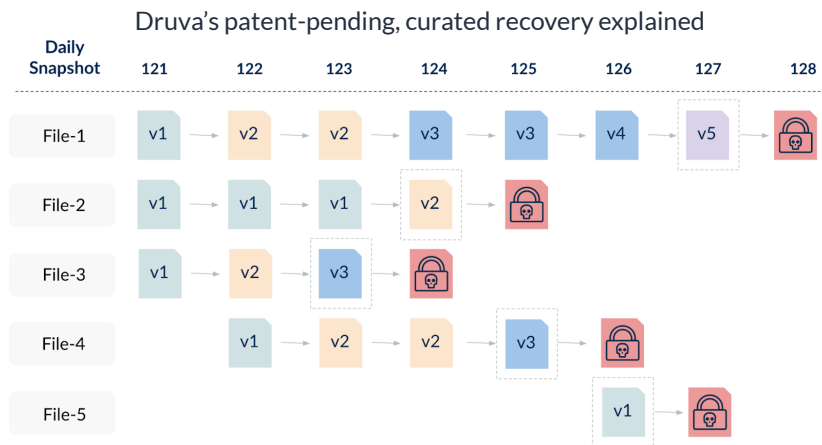 Druva's patent-pending, curated recovery explained
Daily
Snapshot 121 122 123 124 125 126 127 128
File-1 v1 v2 v2 v3 v3 v4 v5
File-2 v1 v1 v1 v2
File-3 v1 v2 v3
File-4 v1 v2 v2 v3
File-5 v1